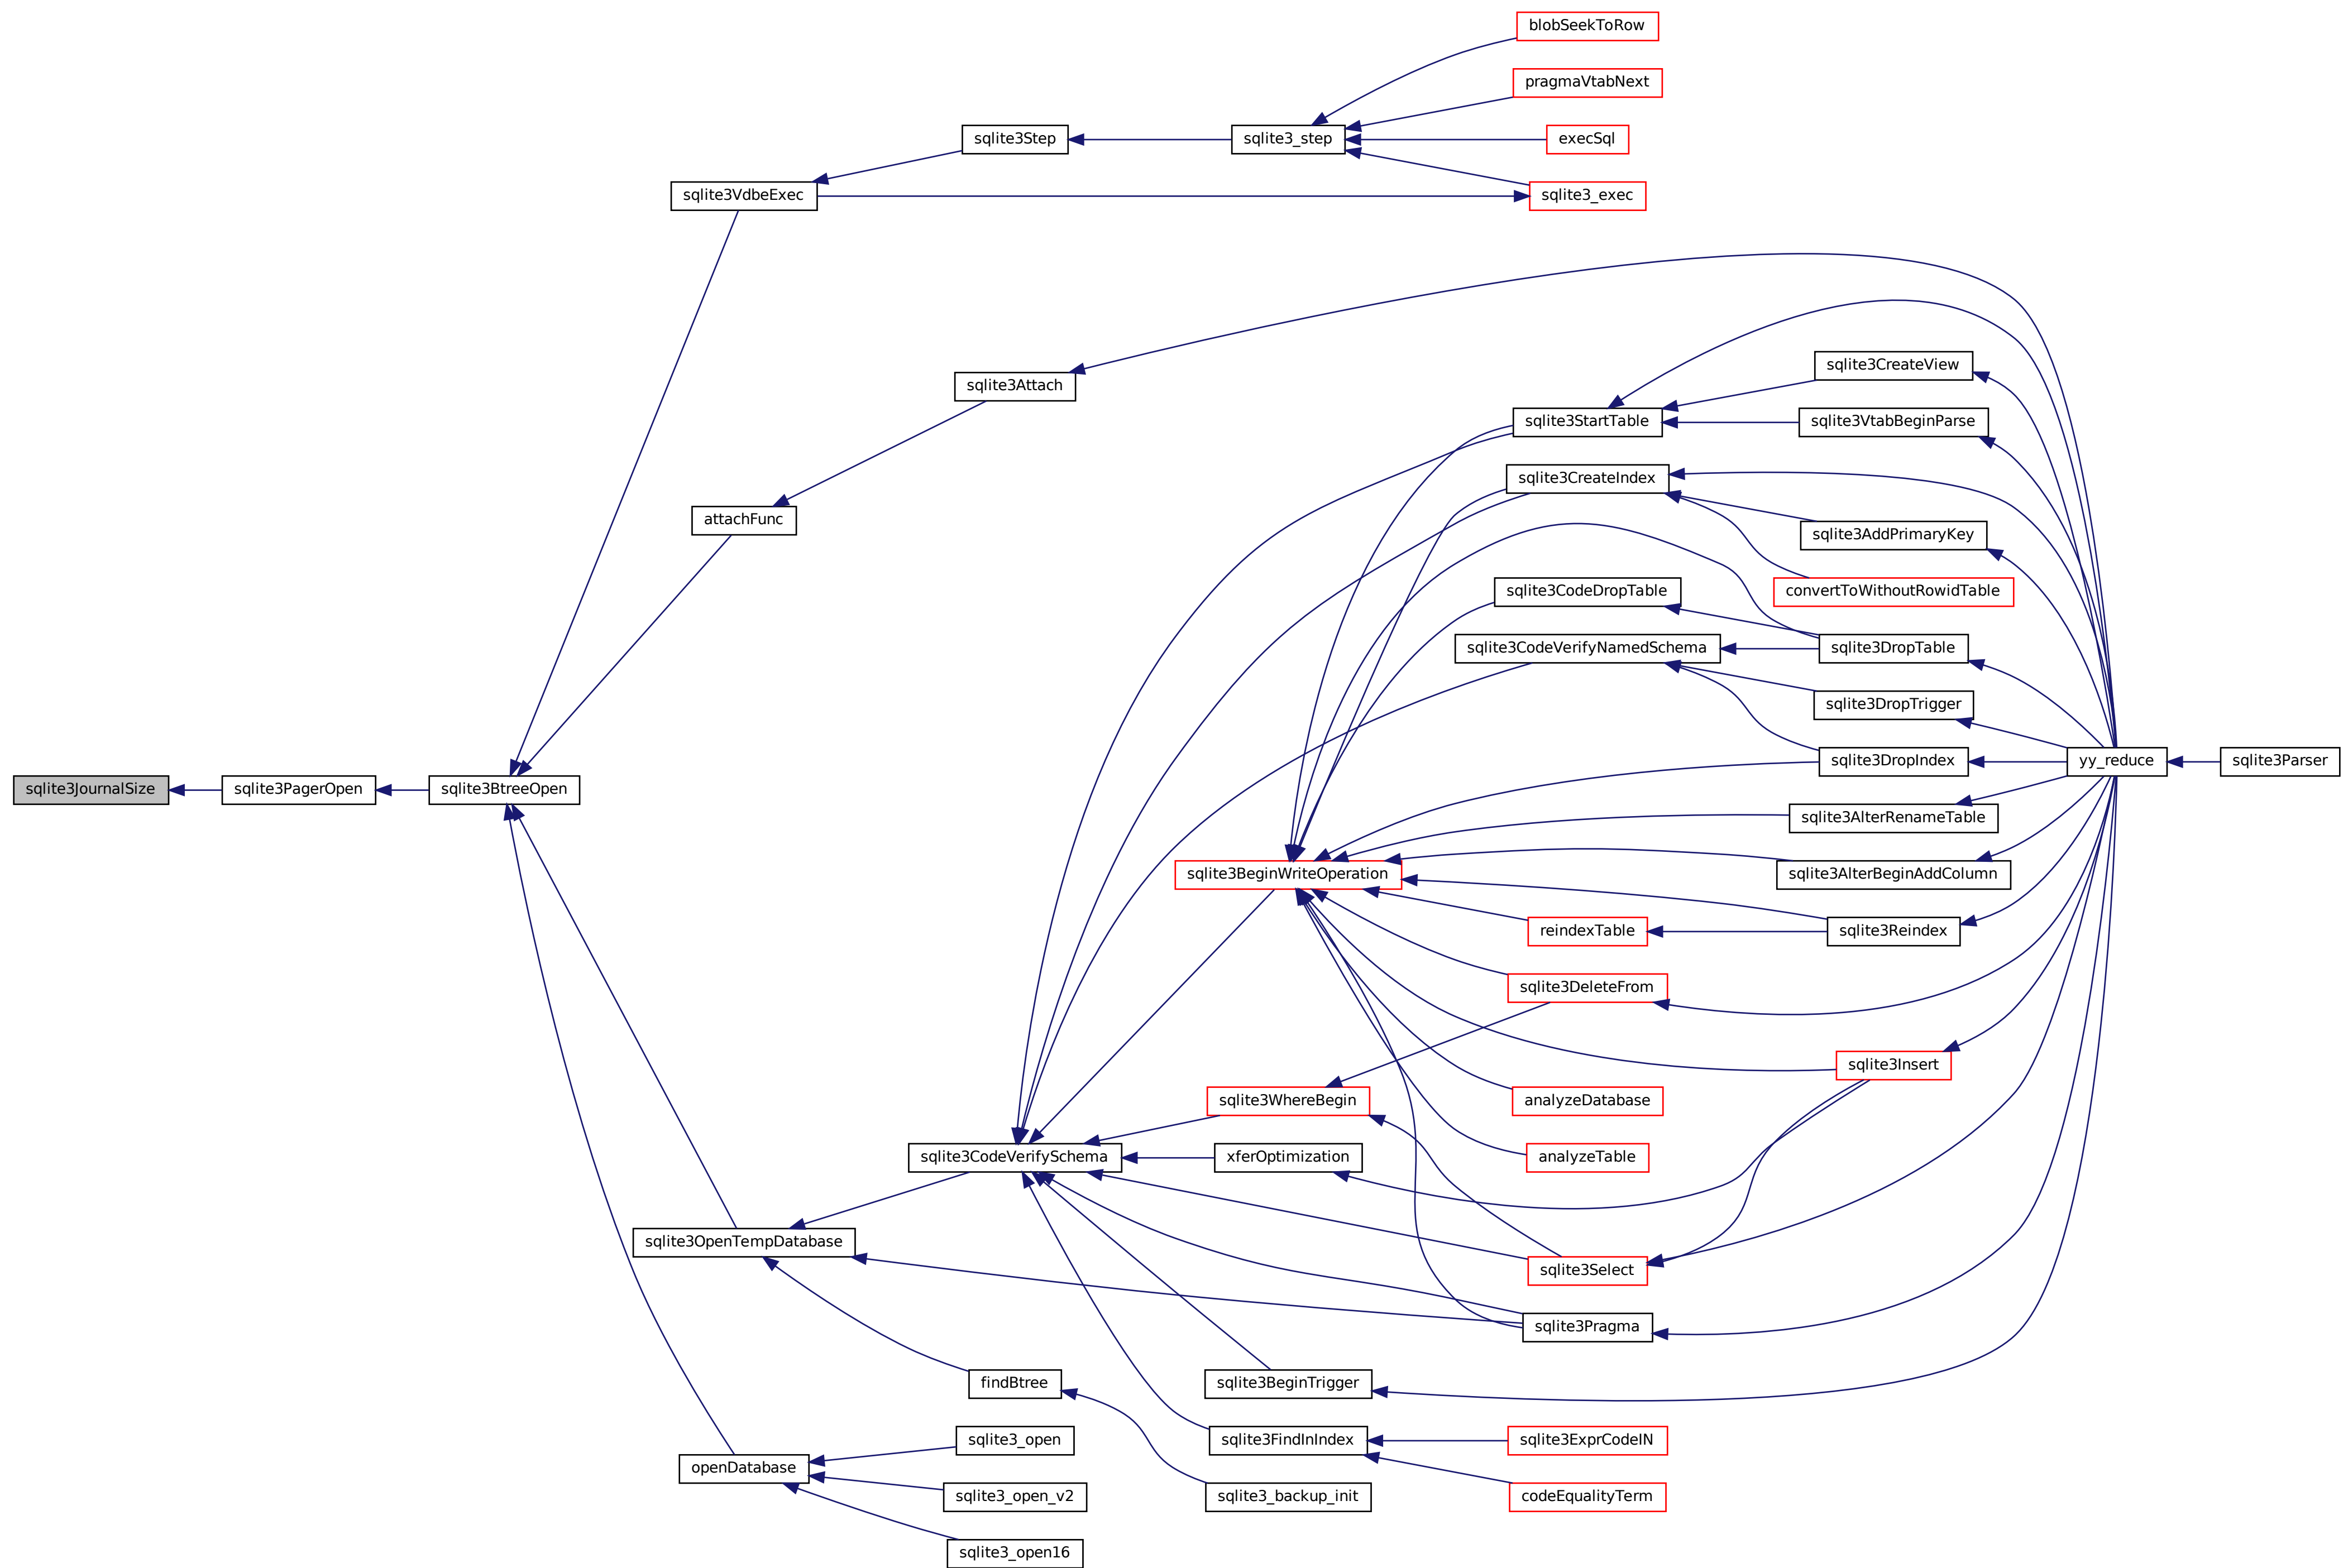 blobSeekToRow
pragmaVtabNext
sqlite3Step
sqlite3_step
execSql
sqlite3VdbeExec
sqlite3_exec
sqlite3CreateView
sqlite3Attach
sqlite3StartTable
sqlite3VtabBeginParse
sqlite3CreateIndex
attachFunc
sqlite3AddPrimaryKey
sqlite3CodeDropTable
convertToWithoutRowidTable
sqlite3CodeVerifyNamedSchema
sqlite3DropTable
sqlite3DropTrigger
sqlite3DropIndex
yy_reduce
sqlite3Parser
sqlite3JournalSize
sqlite3PagerOpen
sqlite3BtreeOpen
sqlite3AlterRenameTable
sqlite3BeginWriteOperation
sqlite3AlterBeginAddColumn
reindexTable
sqlite3Reindex
sqlite3DeleteFrom
sqlite3Insert
sqlite3WhereBegin
analyzeDatabase
sqlite3CodeVerifySchema
xferOptimization
analyzeTable
sqlite3OpenTempDatabase
sqlite3Select
sqlite3Pragma
findBtree
sqlite3BeginTrigger
sqlite3_open
sqlite3FindInIndex
sqlite3ExprCodeIN
openDatabase
sqlite3_open_v2
sqlite3_backup_init
codeEqualityTerm
sqlite3_open16